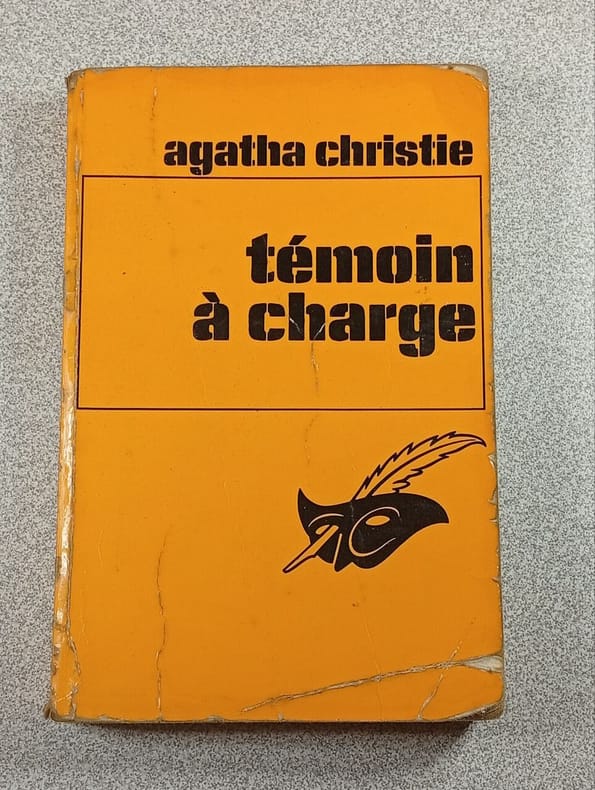 agatha christie
témoin
à charge